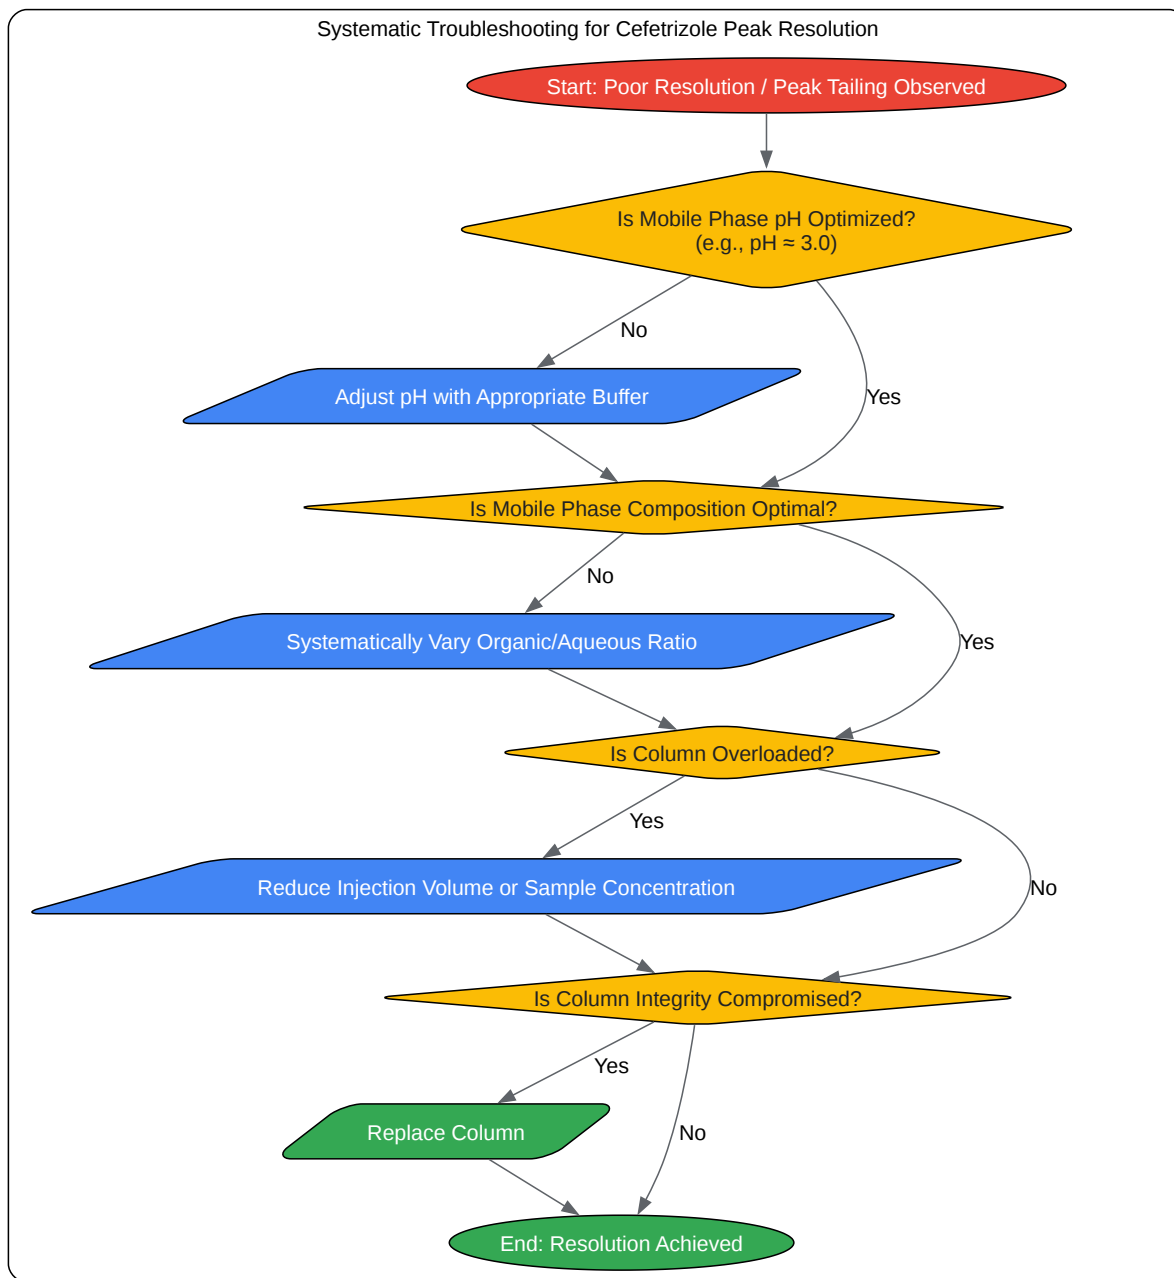 Systematic Troubleshooting for Cefetrizole Peak Resolution
Start: Poor Resolution / Peak Tailing Observed
Is Mobile Phase pH Optimized?
(e.g., pH ≈ 3.0)
No
Yes
Adjust pH with Appropriate Buffer
Is Mobile Phase Composition Optimal?
No
Yes
Systematically Vary Organic/Aqueous Ratio
Is Column Overloaded?
Yes
No
Reduce Injection Volume or Sample Concentration
Is Column Integrity Compromised?
Yes
No
Replace Column
End: Resolution Achieved